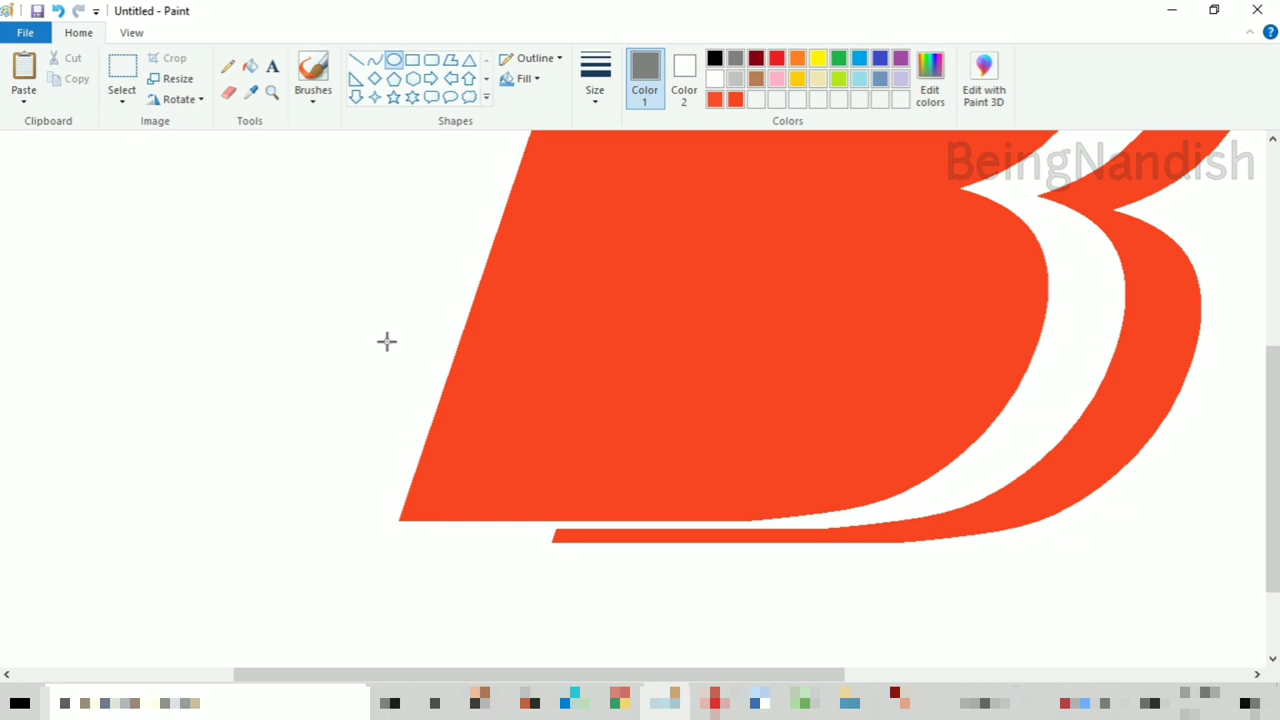 Untitled - Paint
File Home View
Paste
Cut
Copy
Clipboard
Select
Crop
Resize
Rotate
Image
A
Tools
Brushes
Shapes
Outline
Fill
Size
Color 1
Color 2
Edit colors
Edit with Paint 3D
Colors
BeingNandish